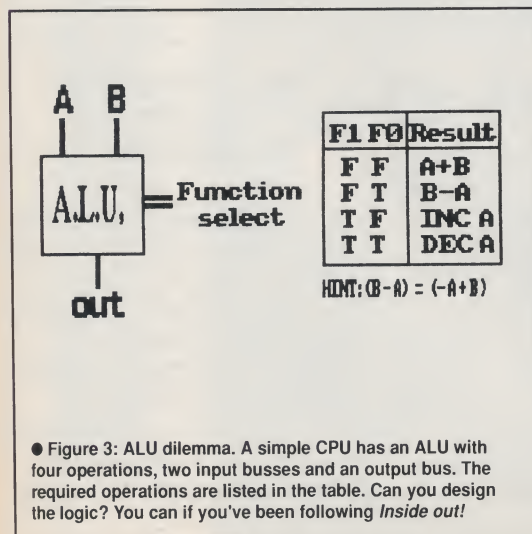 A B
A.L.U.
Function
select
out
F1 F0 Result
F F A+B
F T B-A
T F INC A
T T DEC A
HINT:(B-A) = (-A+B)
● Figure 3: ALU dilemma. A simple CPU has an ALU with
four operations, two input busses and an output bus. The
required operations are listed in the table. Can you design
the logic? You can if you've been following Inside out!